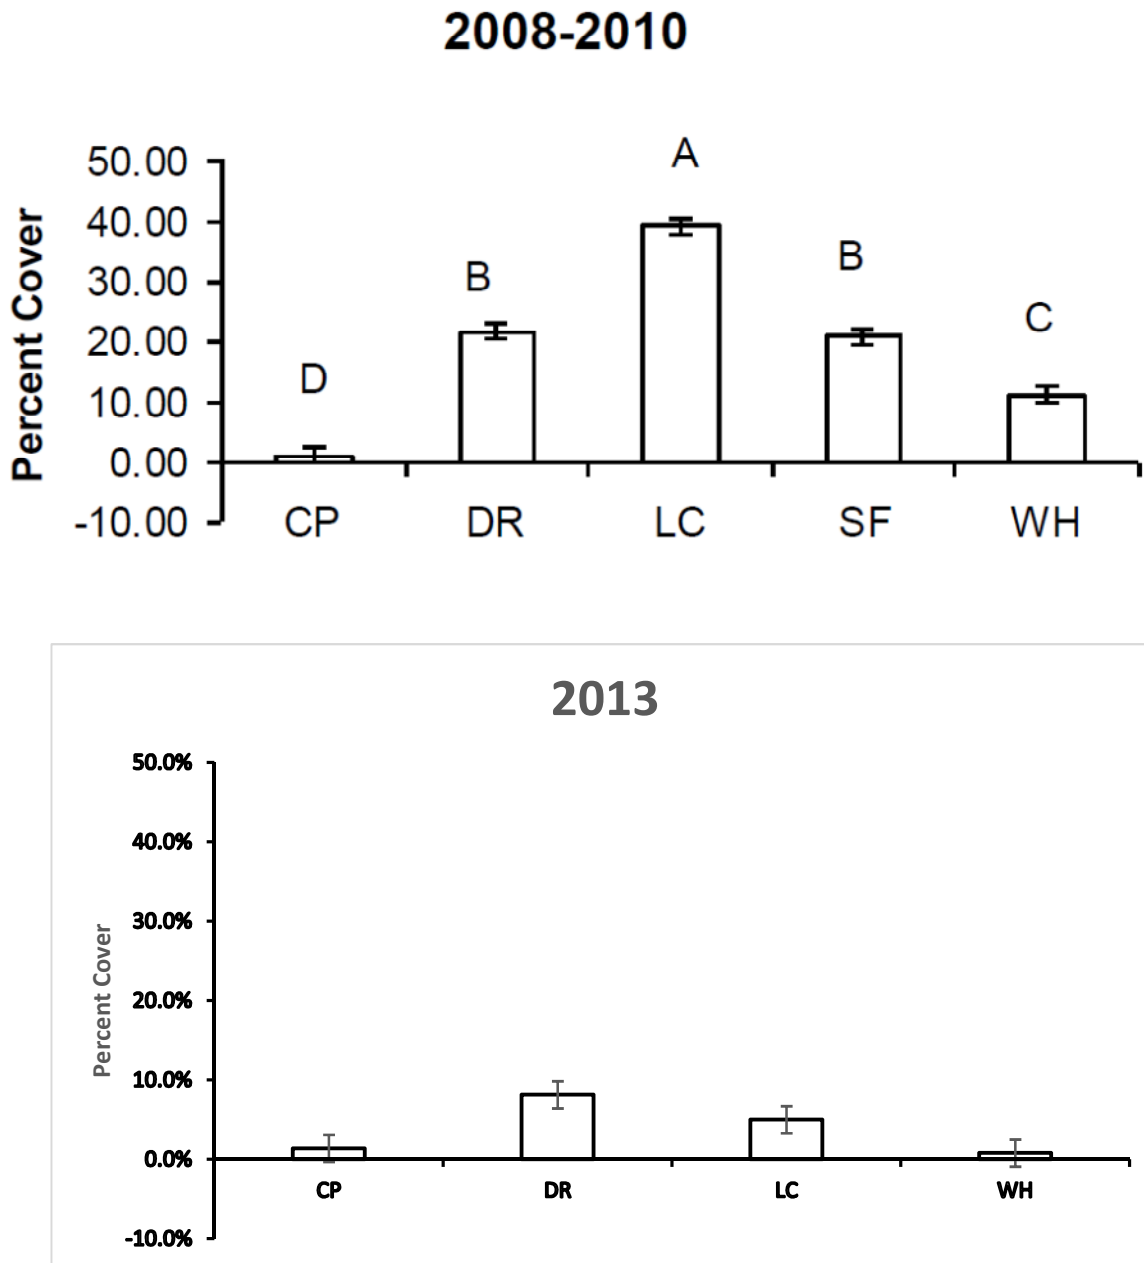 2008-2010
Percent Cover
50.00
40.00
30.00
20.00
10.00
0.00
-10.00
D
B
A
B
C
CP DR LC SF WH
2013
Percent Cover
50.0%
40.0%
30.0%
20.0%
10.0%
0.0%
-10.0%
CP DR LC WH